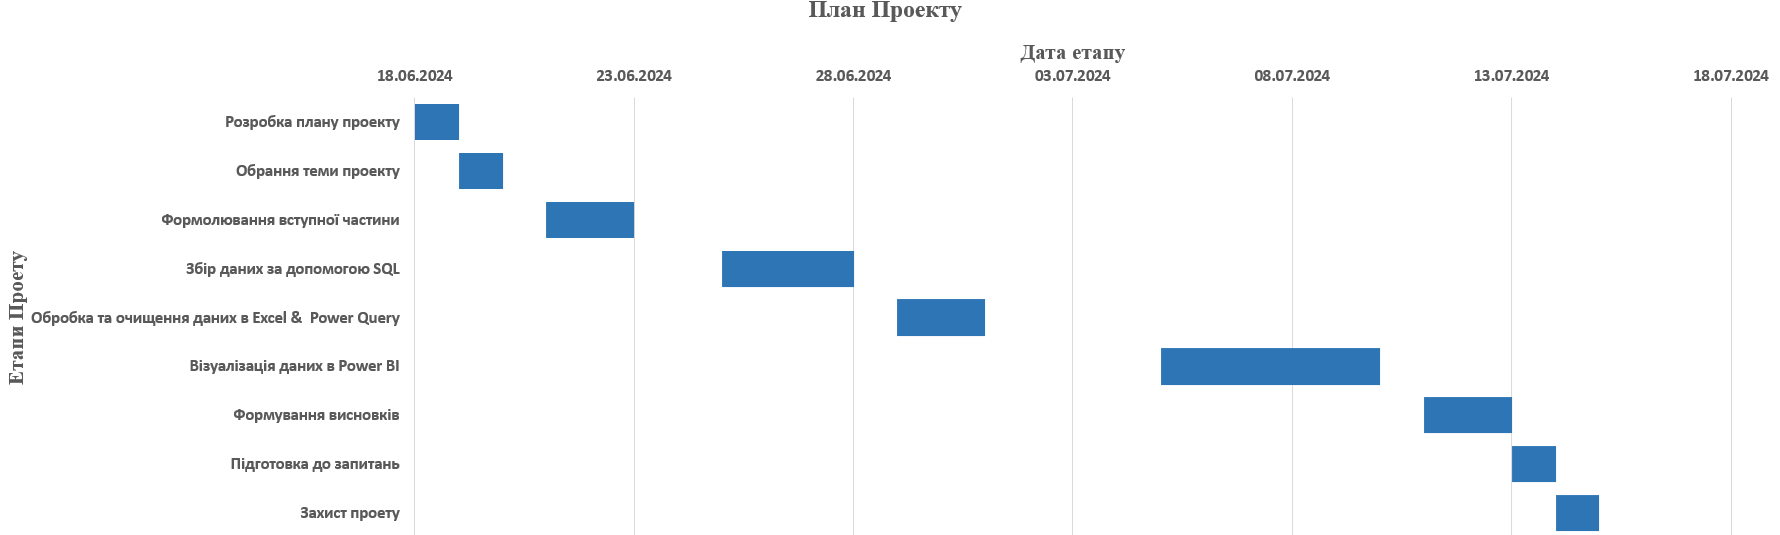 План Проекту
Дата етапу
18.06.2024 23.06.2024 28.06.2024 03.07.2024 08.07.2024 13.07.2024 18.07.2024
Етапи Проету
Розробка плану проекту
Обрання теми проекту
Формолювання вступної частини
Збір даних за допомогою SQL
Обробка та очищення даних в Excel &  Power Query
Візуалізація даних в Power BI
Формування висновків
Підготовка до запитань
Захист проету